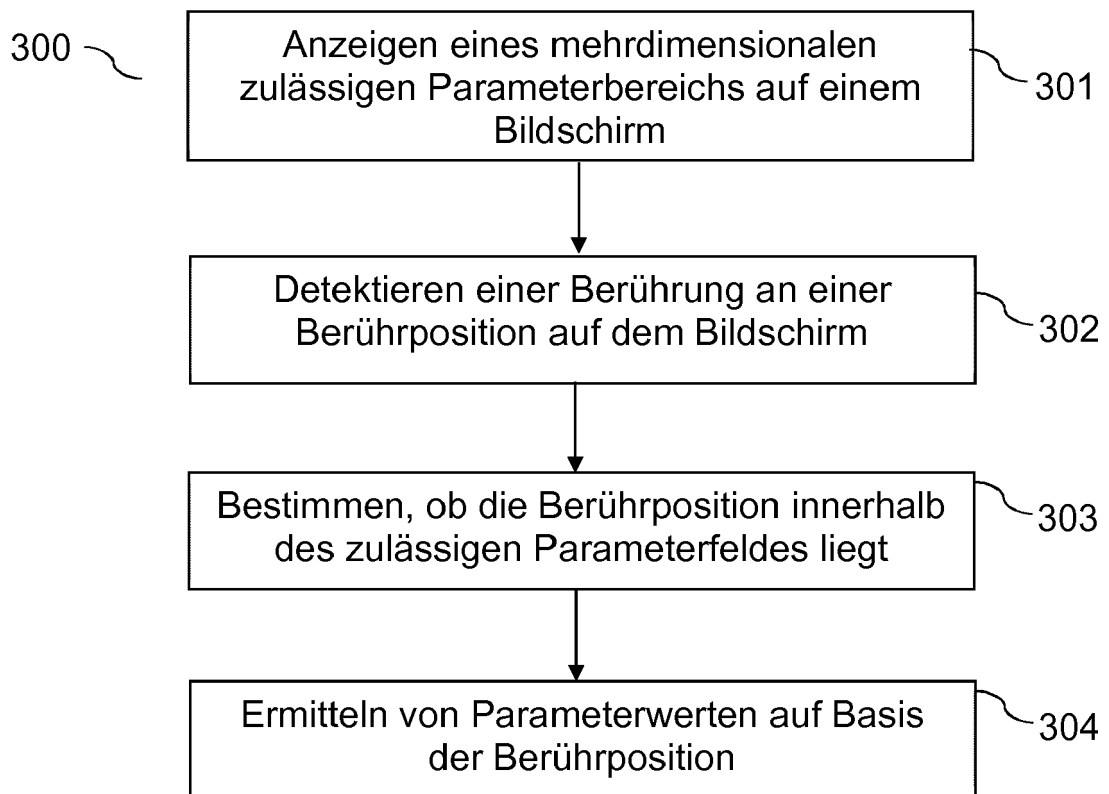 300
Anzeigen eines mehrdimensionalen
zulässigen Parameterbereichs auf einem
Bildschirm
301
Detektieren einer Berührung an einer
Berührposition auf dem Bildschirm
302
Bestimmen, ob die Berührposition innerhalb
des zulässigen Parameterfeldes liegt
303
Ermitteln von Parameterwerten auf Basis
der Berührposition
304